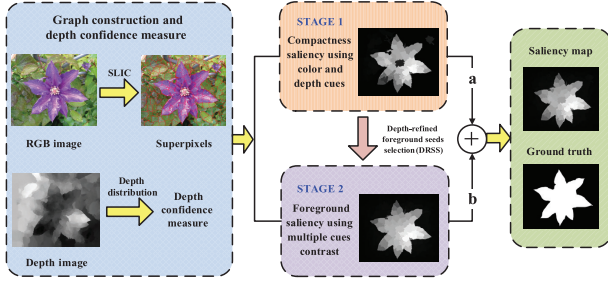 Graph construction and
depth confidence measure
SLIC
RGB image
Superpixels
Depth
distribution
Depth
confidence
measure
Depth image
STAGE 1
Compactness
saliency using
color and
depth cues
Depth-refined
foreground seeds
selection (DRSS)
STAGE 2
Foreground
saliency using
multiple cues
contrast
a
b
Saliency map
Ground truth